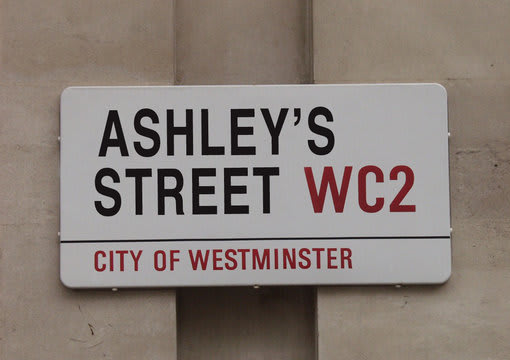 ASHLEY'S
STREET WC2
CITY OF WESTMINSTER